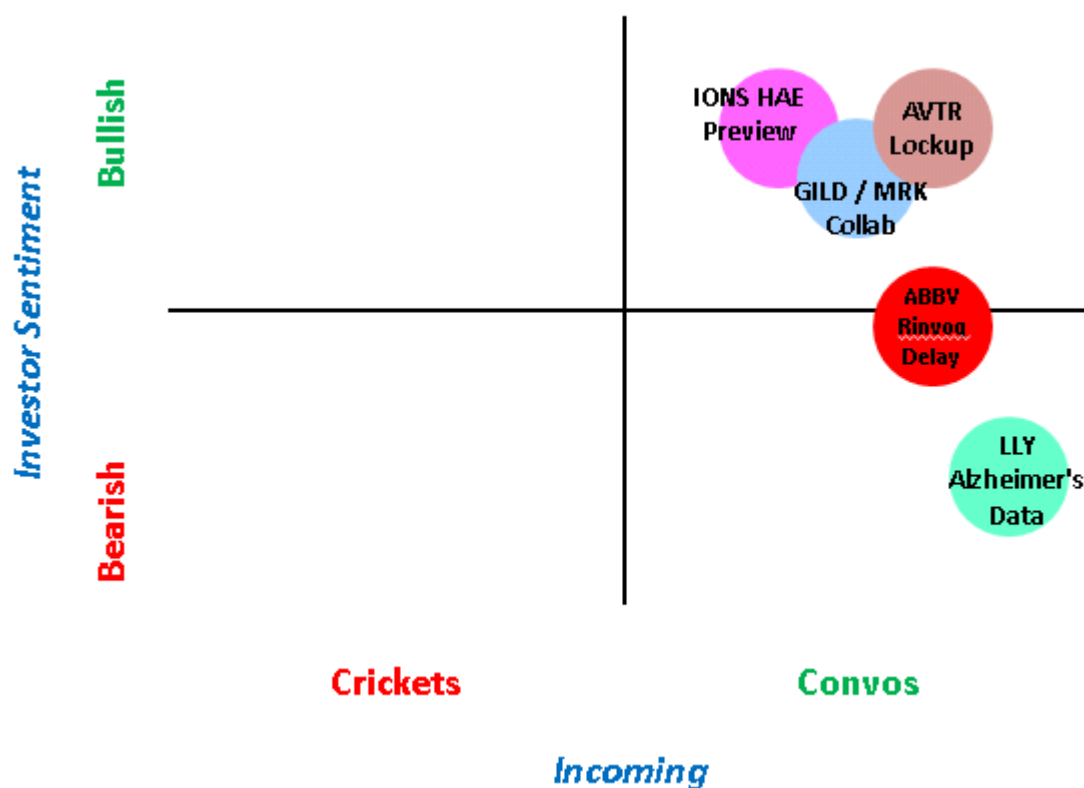 Investor Sentiment
Bullish
Bearish
IONS HAE
Preview
AVTR
Lockup
GILD / MRK
Collab
ABBV
Rinvoq
Delay
LLY
Alzheimer's
Data
Crickets
Convos
Incoming